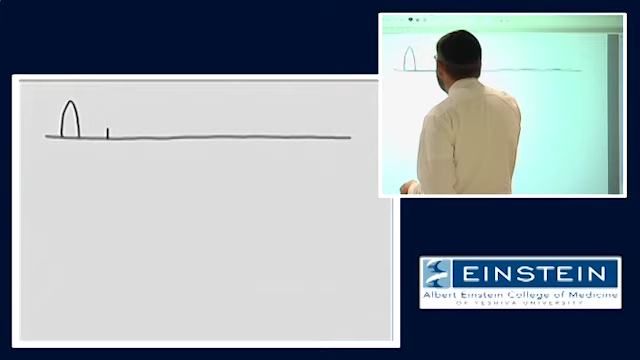 EINSTEIN
Albert Einstein College of Medicine
OF YESHIVA UNIVERSITY